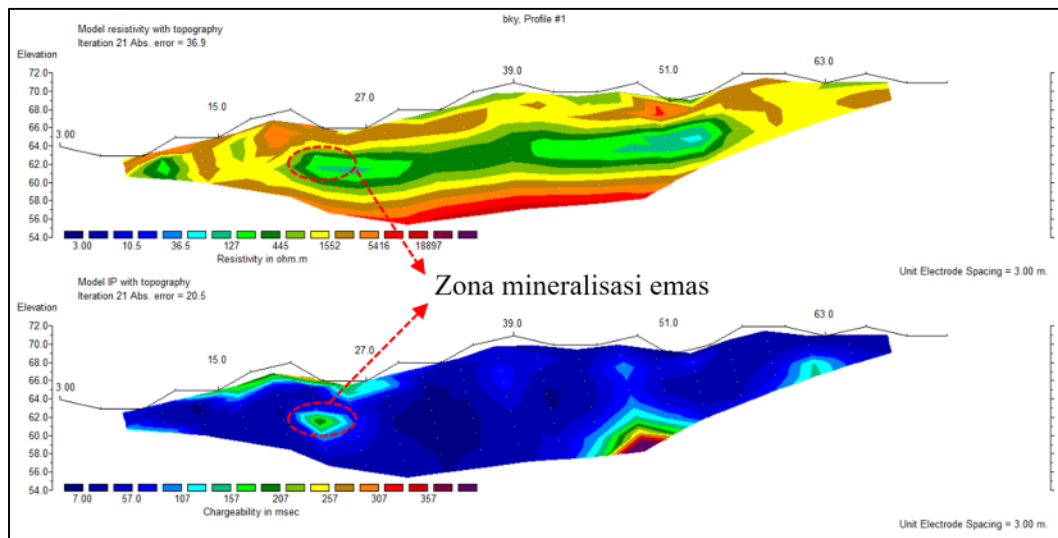 bky, Profile #1
Model resistivity with topography
Iteration 21 Abs. error = 36.9
Elevation
72.0
70.0
68.0
66.0
64.0
62.0
60.0
58.0
56.0
54.0
3.00
15.0
27.0
39.0
51.0
63.0
3.00 10.5 36.5 127 445 1552 5416 18897
Resistivity in ohm.m
Unit Electrode Spacing = 3.00 m.
Zona mineralisasi emas
Model IP with topography
Iteration 21 Abs. error = 20.5
Elevation
72.0
70.0
68.0
66.0
64.0
62.0
60.0
58.0
56.0
54.0
3.00
15.0
27.0
39.0
51.0
63.0
7.00 57.0 107 157 207 257 307 357
Chargeability in msec
Unit Electrode Spacing = 3.00 m.